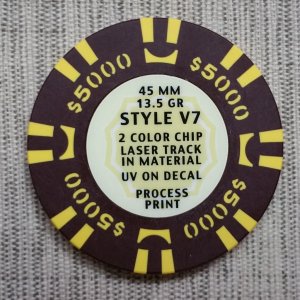 $5000
$5000
45 MM
13.5 GR
STYLE V7
2 COLOR CHIP
LASER TRACK
IN MATERIAL
UV ON DECAL
PROCESS
PRINT
$5000
$5000